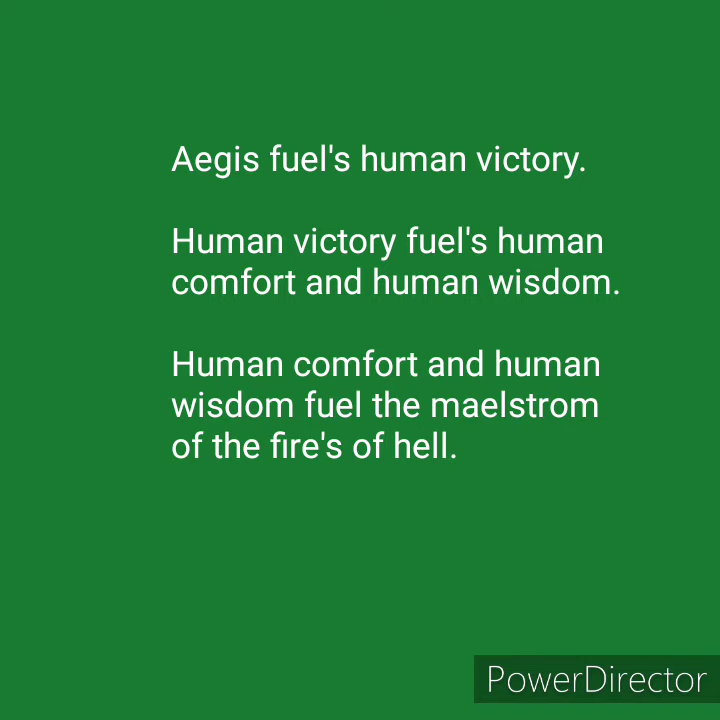 Aegis fuel's human victory.
Human victory fuel's human
comfort and human wisdom.
Human comfort and human
wisdom fuel the maelstrom
of the fire's of hell.
PowerDirector